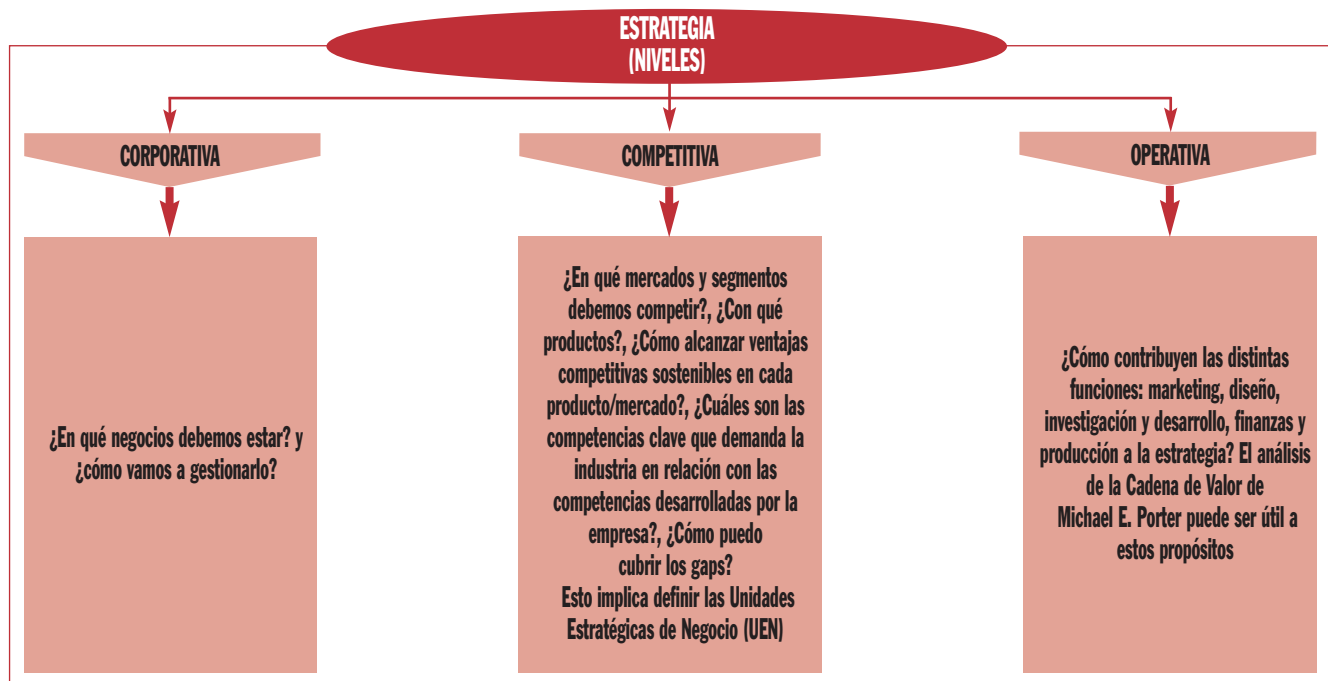 ESTRATEGIA
(NIVELES)
CORPORATIVA
¿En qué negocios debemos estar? y
¿cómo vamos a gestionarlo?
COMPETITIVA
¿En qué mercados y segmentos
debemos competir?, ¿Con qué
productos?, ¿Cómo alcanzar ventajas
competitivas sostenibles en cada
producto/mercado?, ¿Cuáles son las
competencias clave que demanda la
industria en relación con las
competencias desarrolladas por la
empresa?, ¿Cómo puedo
cubrir los gaps?
Esto implica definir las Unidades
Estratégicas de Negocio (UEN)
OPERATIVA
¿Cómo contribuyen las distintas
funciones: marketing, diseño,
investigación y desarrollo, finanzas y
producción a la estrategia? El análisis
de la Cadena de Valor de
Michael E. Porter puede ser útil a
estos propósitos